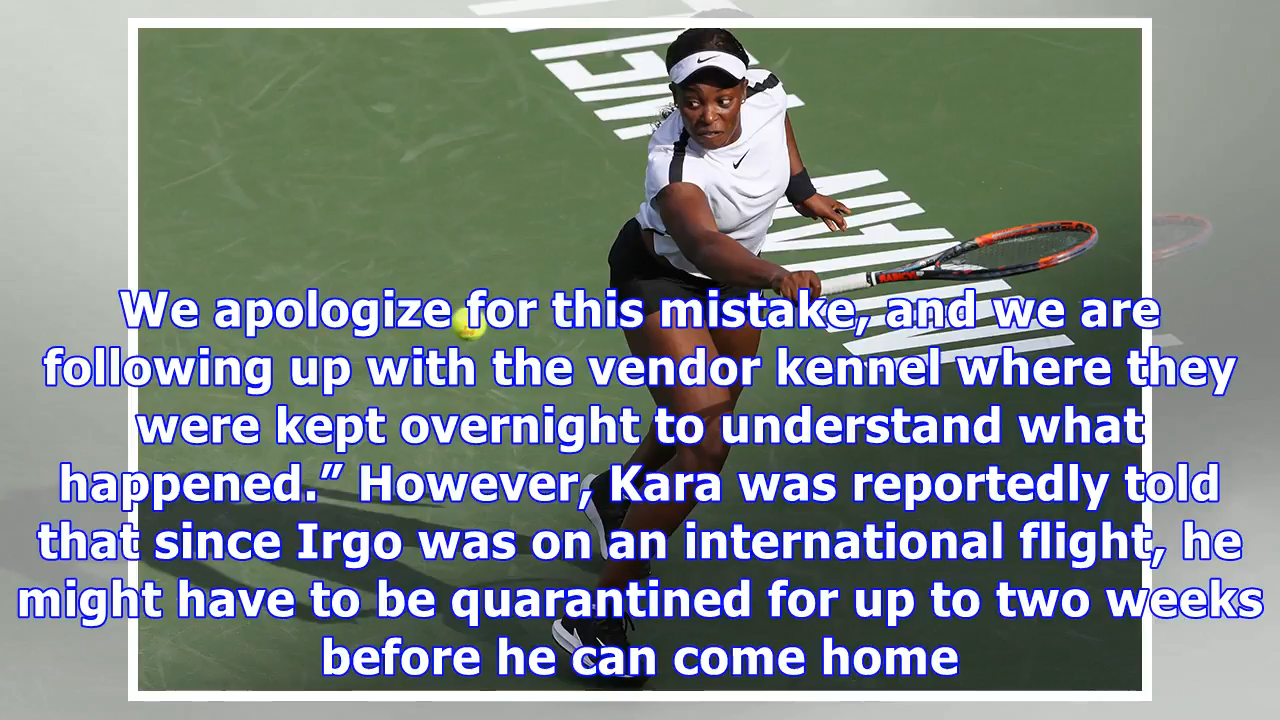 We apologize for this mistake, and we are
following up with the vendor kennel where they
were kept overnight to understand what
happened.” However, Kara was reportedly told
that since Irgo was on an international flight, he
might have to be quarantined for up to two weeks
before he can come home